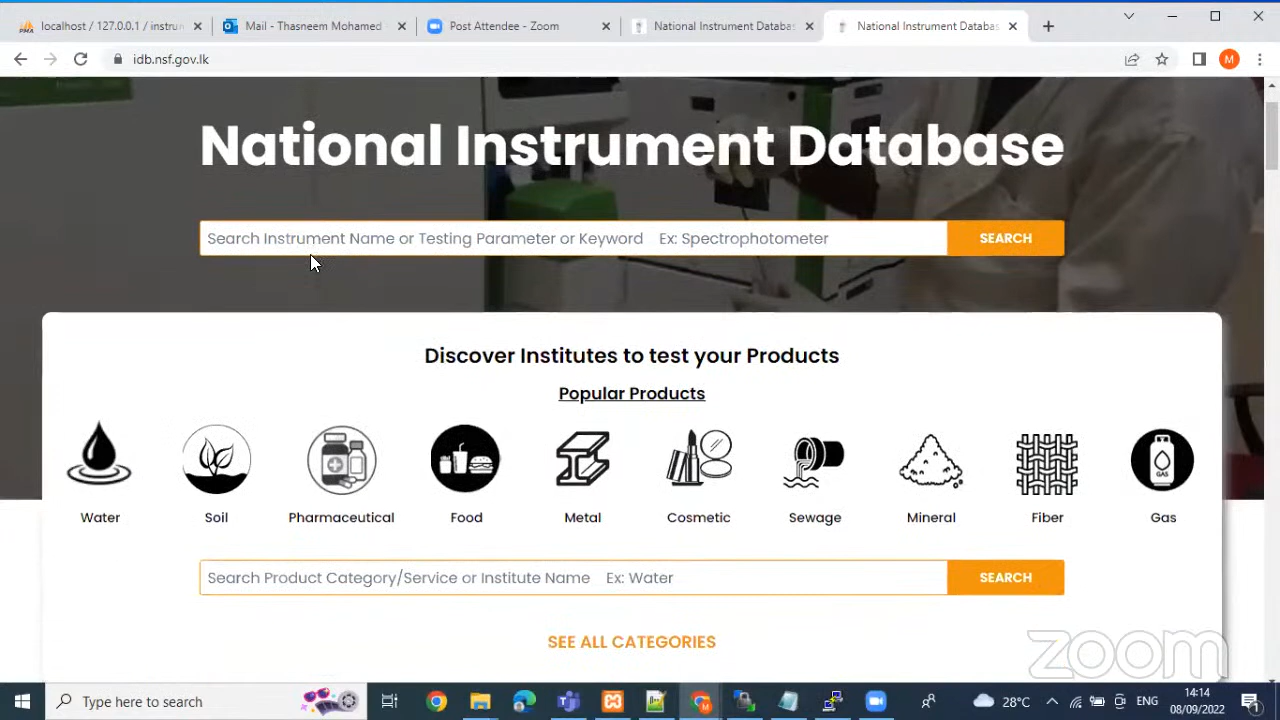 localhost / 127.0.0.1 / instrun
Mail - Thasneem Mohamed
Post Attendee - Zoom
National Instrument Databas
National Instrument Databas
idb.nsf.gov.lk
M
National Instrument Database
Search Instrument Name or Testing Parameter or Keyword Ex: Spectrophotometer
SEARCH
Discover Institutes to test your Products
Popular Products
GAS
Water
Soil
Pharmaceutical
Food
Metal
Cosmetic
Sewage
Mineral
Fiber
Gas
Search Product Category/Service or Institute Name Ex: Water
SEARCH
SEE ALL CATEGORIES
zoom
Type here to search
28°C
ENG
14:14
08/09/2022
1